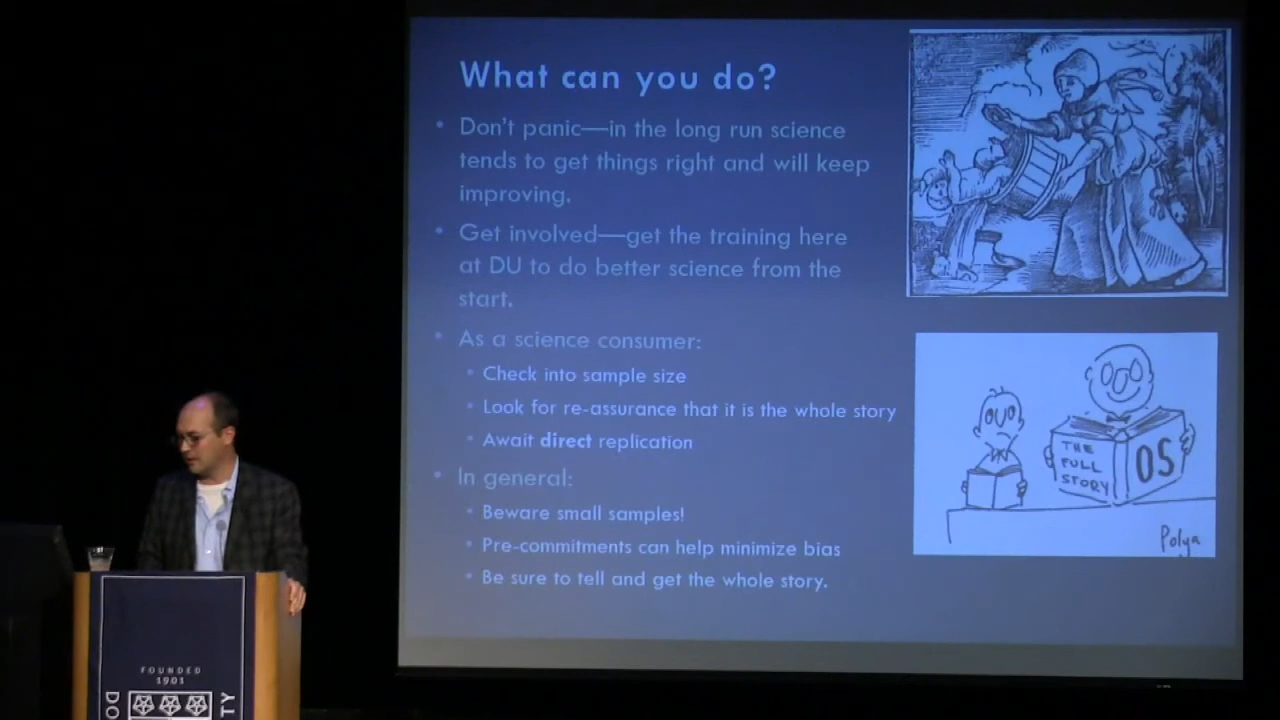 What can you do?
• Don't panic—in the long run science
tends to get things right and will keep
improving.
• Get involved—get the training here
at DU to do better science from the
start.
• As a science consumer:
• Check into sample size
• Look for re-assurance that it is the whole story
• Await direct replication
• In general:
• Beware small samples!
• Pre-commitments can help minimize bias
• Be sure to tell and get the whole story.
THE
FULL
STORY
OS
Polya
FOUNDED
1901
DO
TY